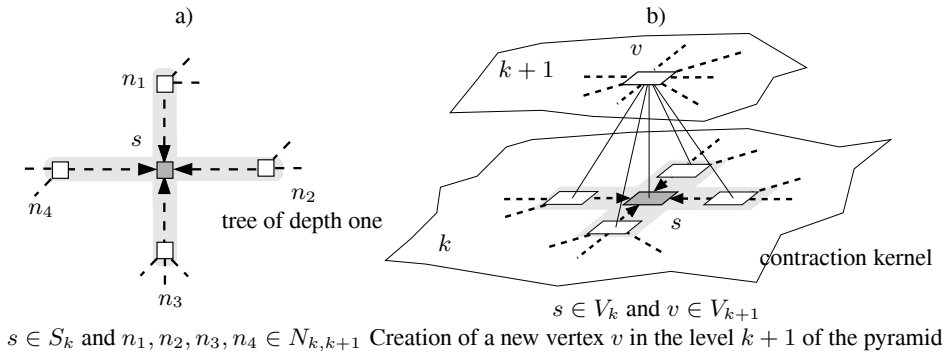 a)
n₁
s
n₄
n₂
tree of depth one
n₃
s ∈ Sₖ and n₁, n₂, n₃, n₄ ∈ Nₖ,ₖ₊₁
b)
v
k + 1
s
k
contraction kernel
s ∈ Vₖ and v ∈ Vₖ₊₁
Creation of a new vertex v in the level k + 1 of the pyramid